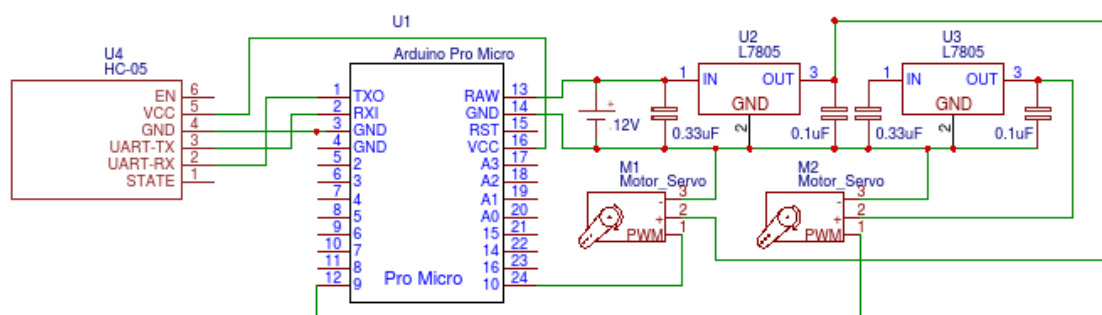 U4
HC-05
EN 6
VCC 5
GND 4
UART-TX 3
UART-RX 2
STATE 1
U1
Arduino Pro Micro
1 TXO
2 RXI
3 GND
4 GND
5 2
6 3
7 4
8 5
9 6
10 7
11 8
12 9
RAW 13
GND 14
RST 15
VCC 16
A3 17
A2 18
A1 19
A0 20
15 21
14 22
16 23
10 24
Pro Micro
+
12V
0.33uF
U2
L7805
1 IN OUT 3
GND
2
0.1uF
0.33uF
U3
L7805
1 IN OUT 3
GND
2
0.1uF
M1
Motor_Servo
- 3
+ 2
PWM 1
M2
Motor_Servo
- 3
+ 2
PWM 1